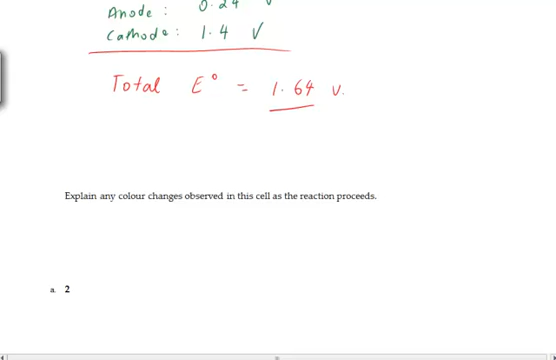 Anode: 0.24 V
Cathode: 1.4 V
Total E° = 1.64 V.
Explain any colour changes observed in this cell as the reaction proceeds.
a. 2